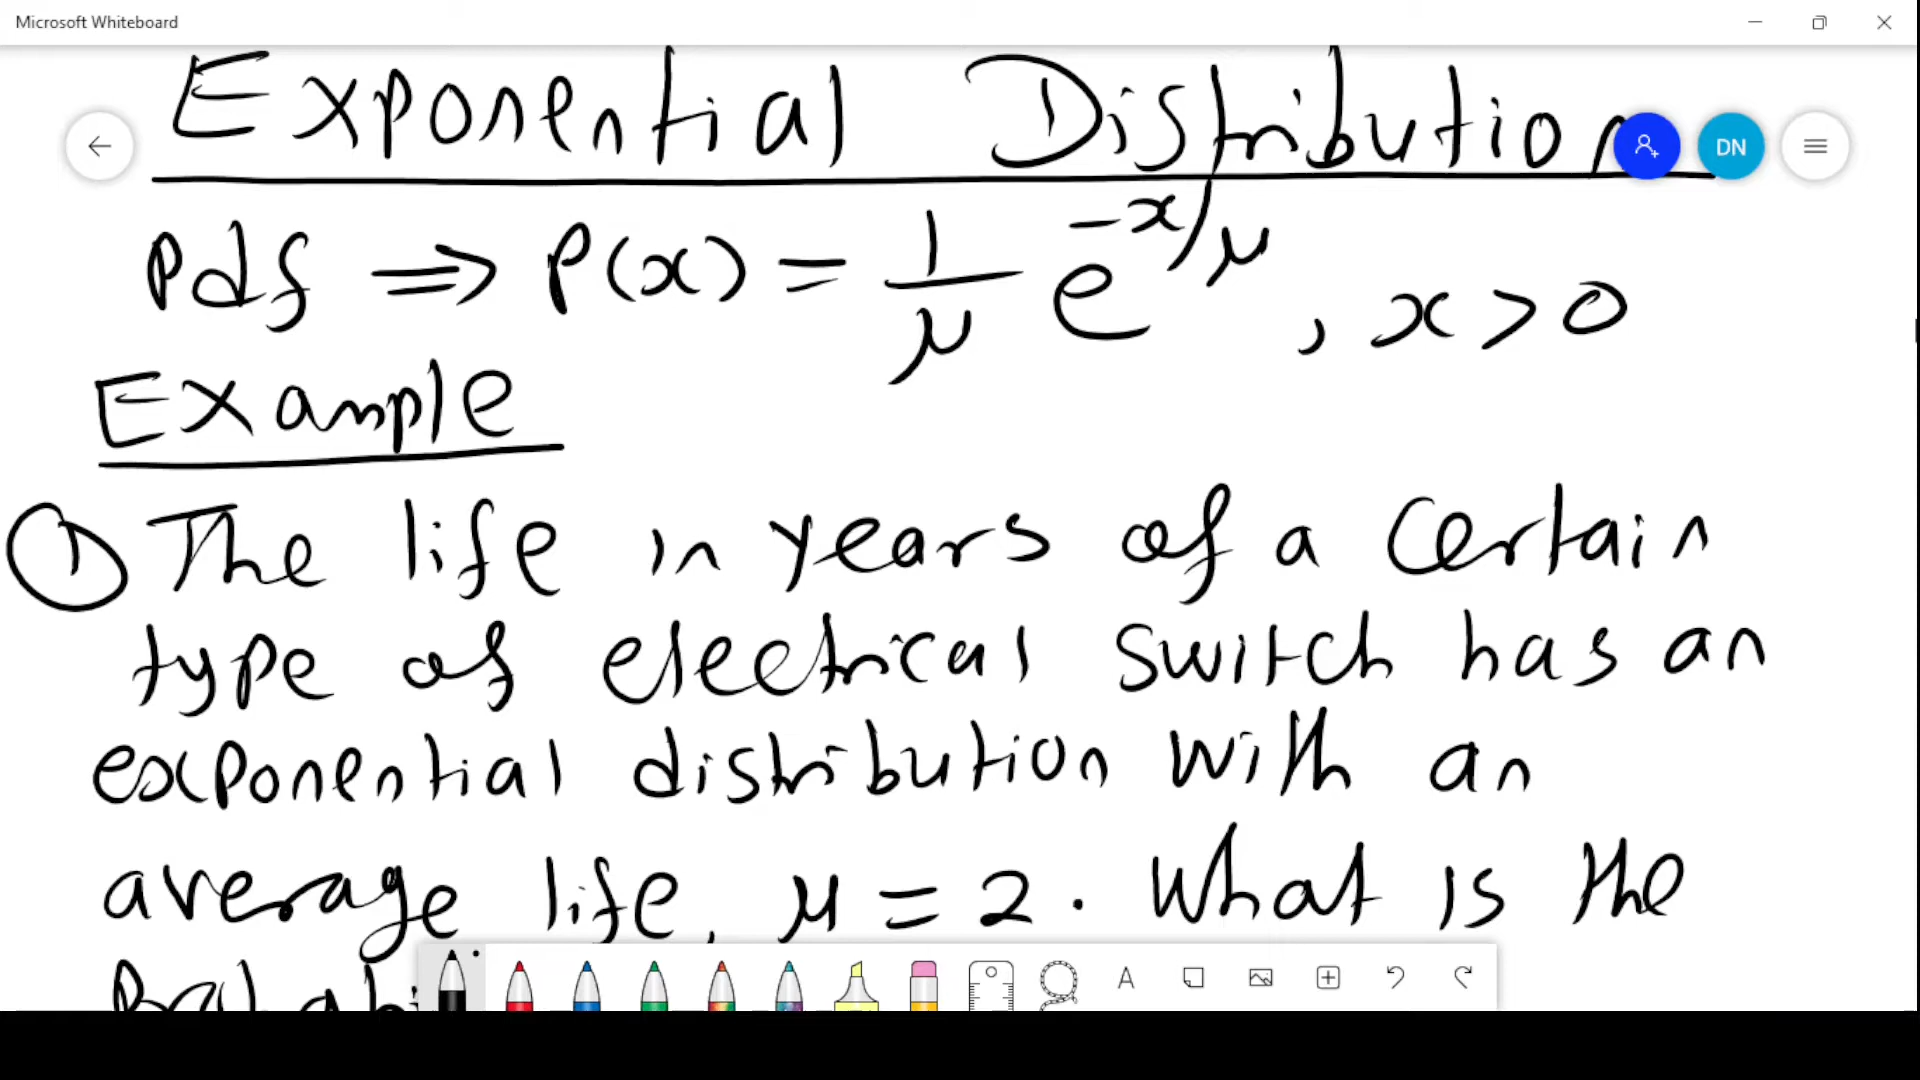 Microsoft Whiteboard
Exponential Distribution
DN
Pdf ⇒ P(x) = 1/μ e^-x/μ , x > 0
Example
① The life in years of a certain
type of electrical switch has an
exponential distribution with an
average life, μ = 2. What is the
A